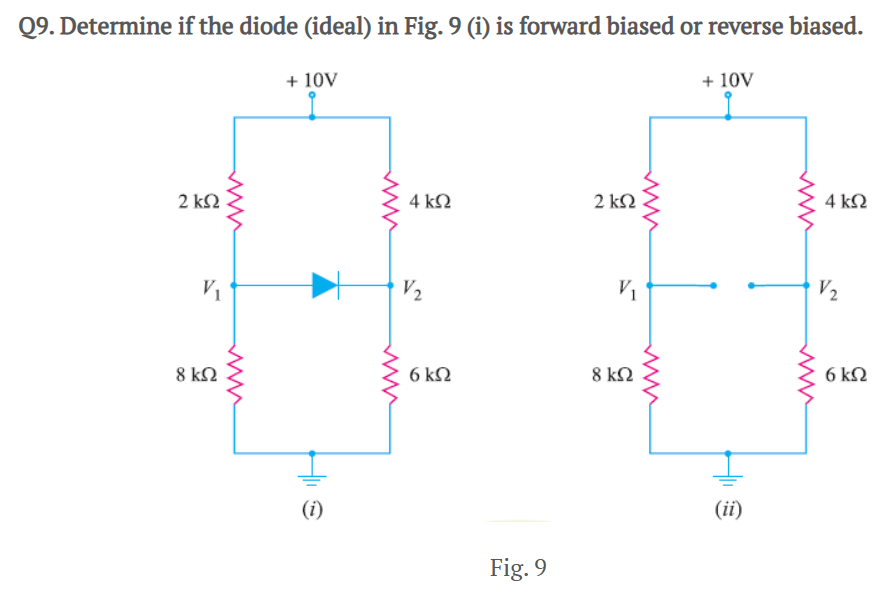 Q9. Determine if the diode (ideal) in Fig. 9 (i) is forward biased or reverse biased.
+ 10V
+ 10V
2 kΩ
4 kΩ
2 kΩ
4 kΩ
V₁
V₂
V₁
V₂
8 kΩ
6 kΩ
8 kΩ
6 kΩ
(i)
(ii)
Fig. 9